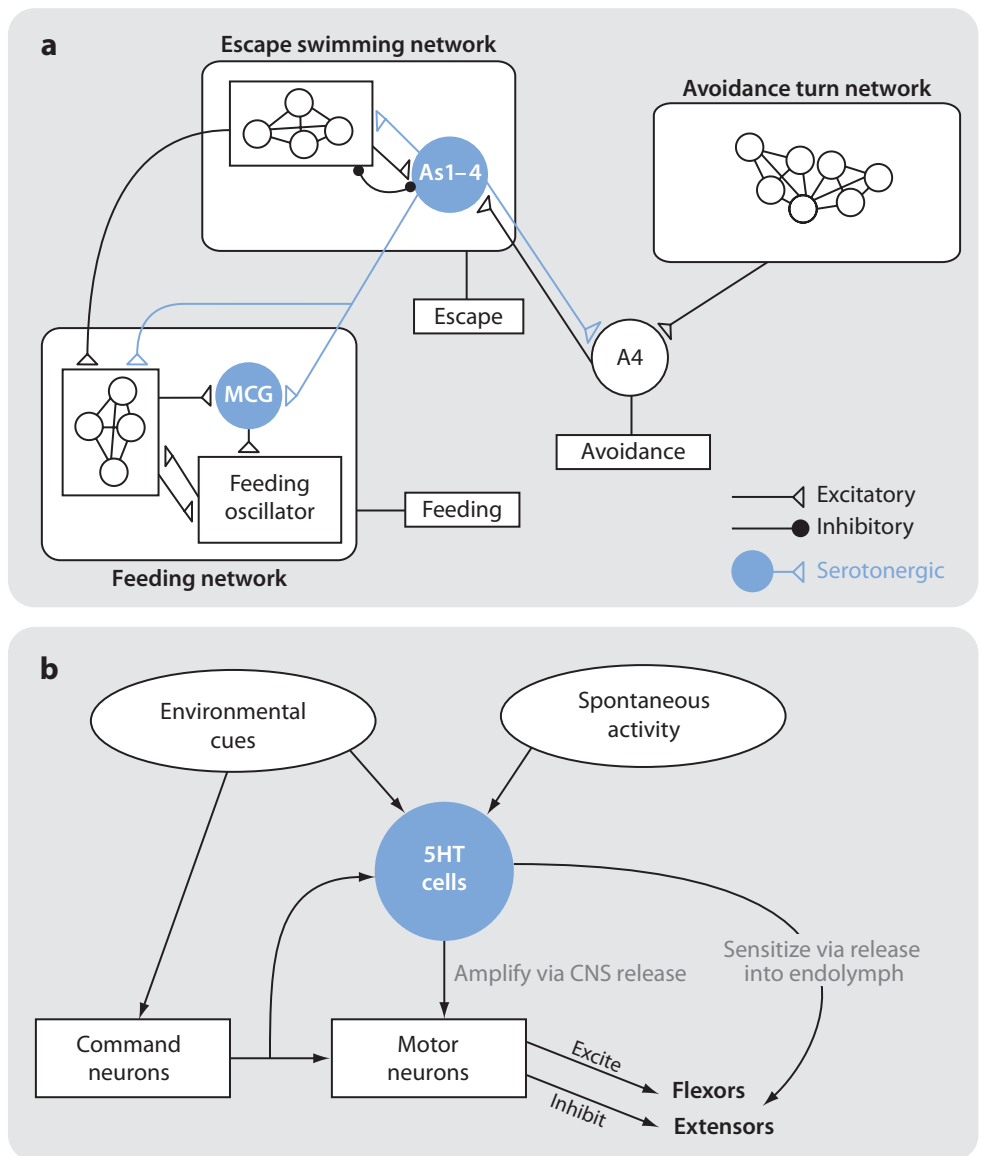 a
Escape swimming network
Avoidance turn network
As1–4
Escape
A4
MCG
Avoidance
Feeding
oscillator
Feeding
Excitatory
Inhibitory
Serotonergic
Feeding network
b
Environmental
cues
Spontaneous
activity
5HT
cells
Amplify via CNS release
Sensitize via release
into endolymph
Command
neurons
Motor
neurons
Excite
Inhibit
Flexors
Extensors